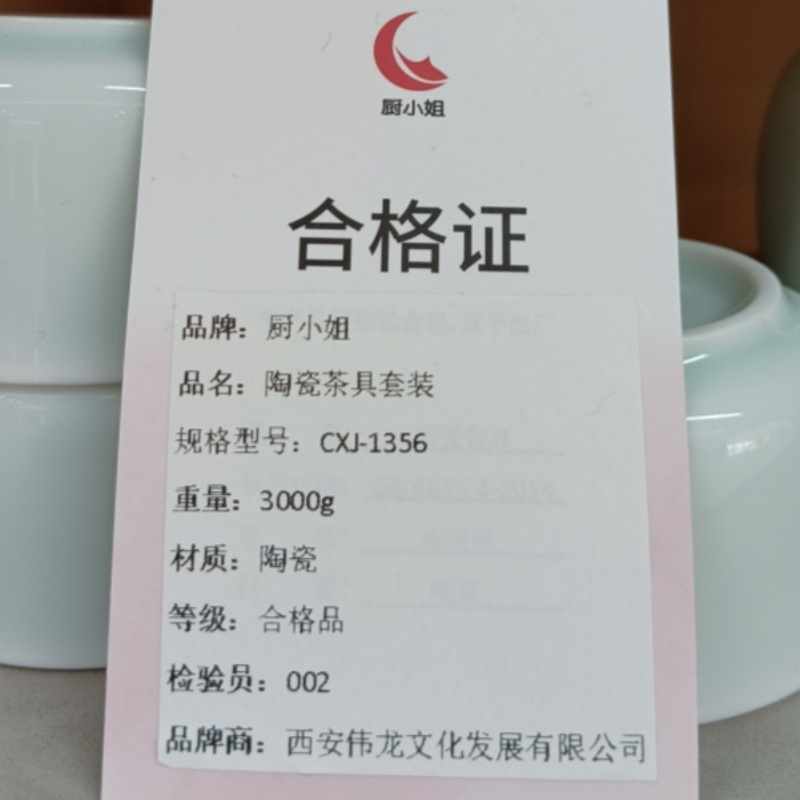 厨小姐
合格证
品牌：厨小姐
品名：陶瓷茶具套装
规格型号：CXJ-1356
重量：3000g
材质：陶瓷
等级：合格品
检验员：002
品牌商：西安伟龙文化发展有限公司